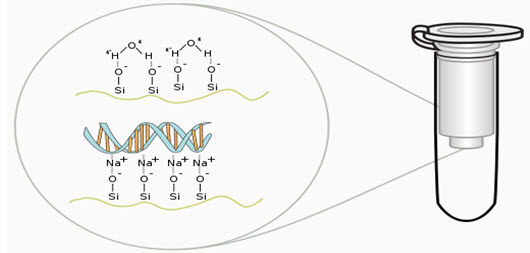 O O
H H H H
O- O- O- O-
Si Si Si Si
Na+ Na+ Na+ Na+
O- O- O- O-
Si Si Si Si